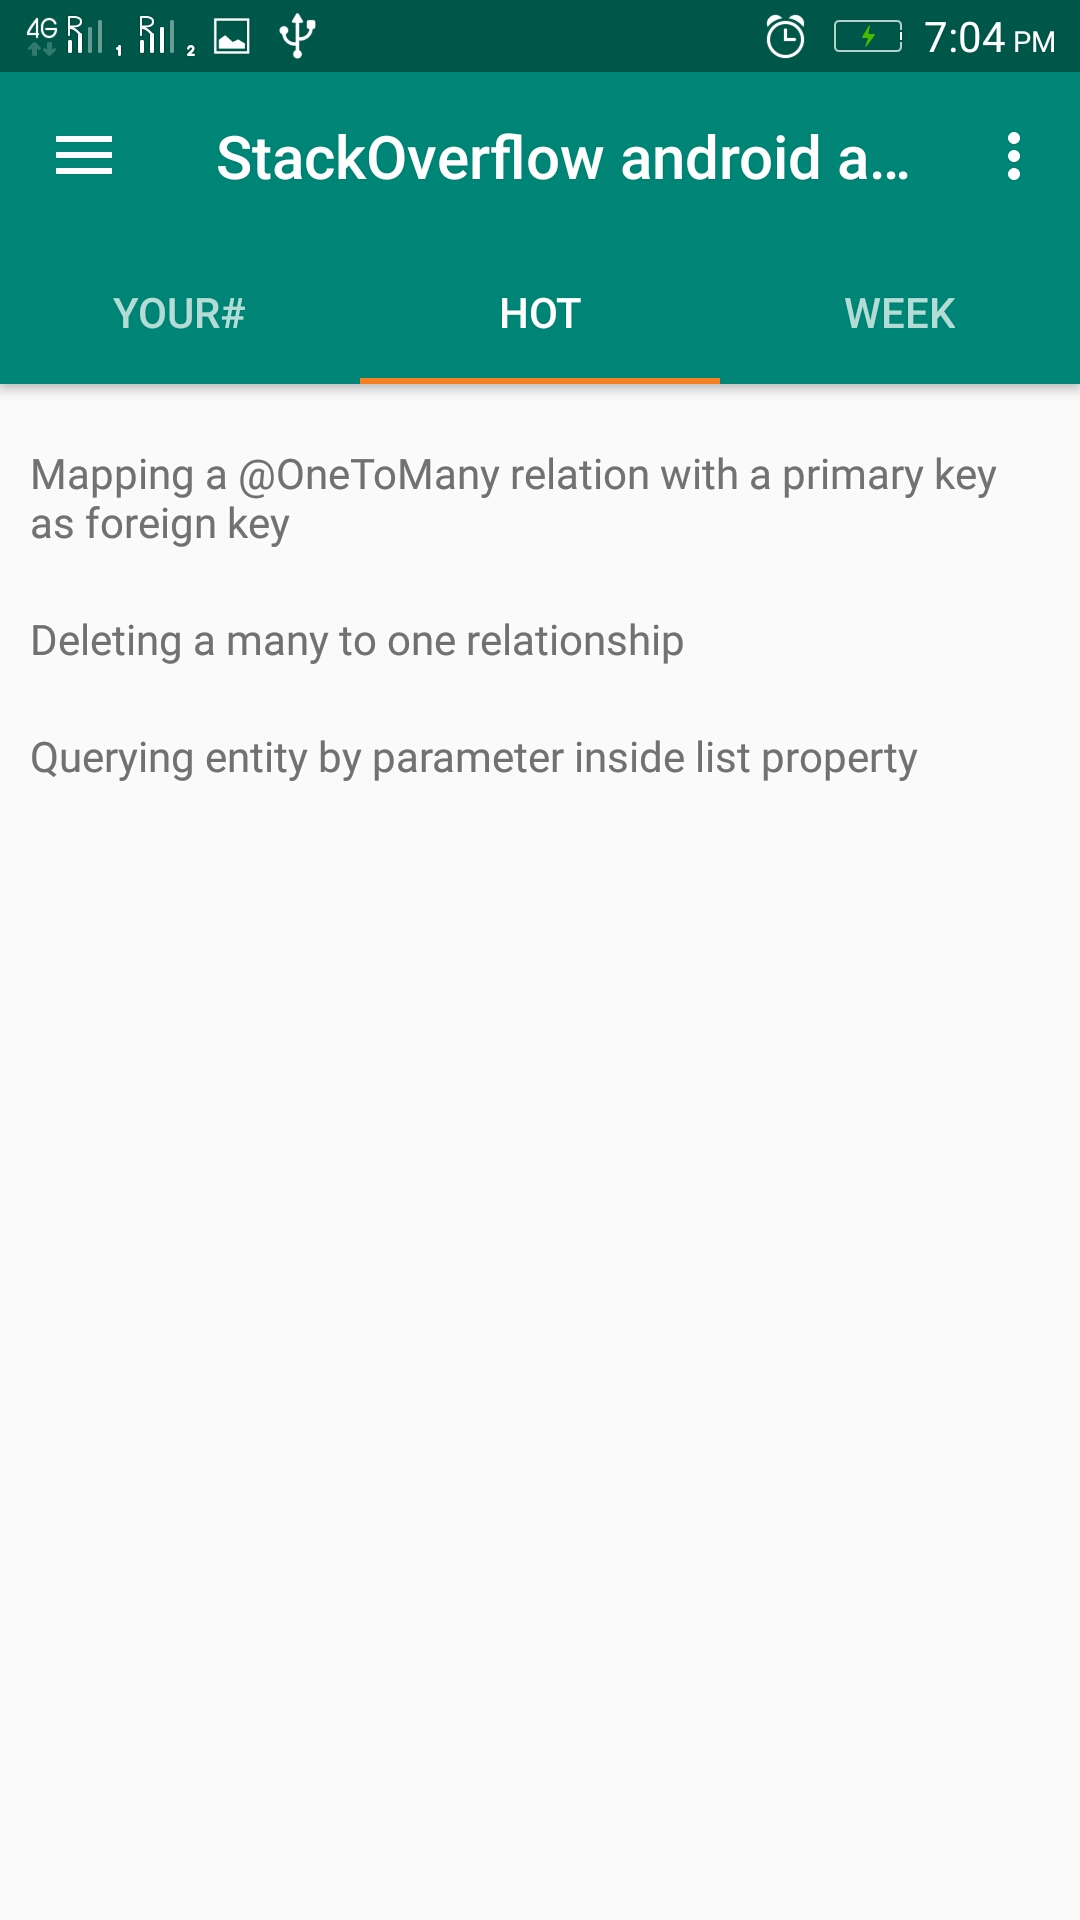 4G R 1 R 2 7:04 PM
StackOverflow android a...
YOUR# HOT WEEK
Mapping a @OneToMany relation with a primary key
as foreign key
Deleting a many to one relationship
Querying entity by parameter inside list property